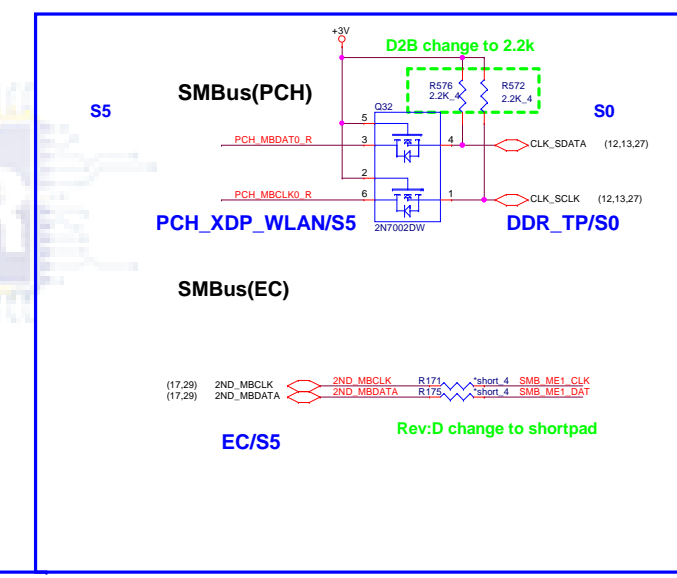 +3V
D2B change to 2.2k
SMBus(PCH)
R576
2.2K_4
R572
2.2K_4
S5
S0
Q32
5
PCH_MBDAT0_R
3
4
CLK_SDATA (12,13,27)
2
PCH_MBCLK0_R
6
1
CLK_SCLK (12,13,27)
PCH_XDP_WLAN/S5
2N7002DW
DDR_TP/S0
SMBus(EC)
(17,29) 2ND_MBCLK 2ND_MBCLK R171 *short_4 SMB_ME1_CLK
(17,29) 2ND_MBDATA 2ND_MBDATA R175 *short_4 SMB_ME1_DAT
Rev:D change to shortpad
EC/S5